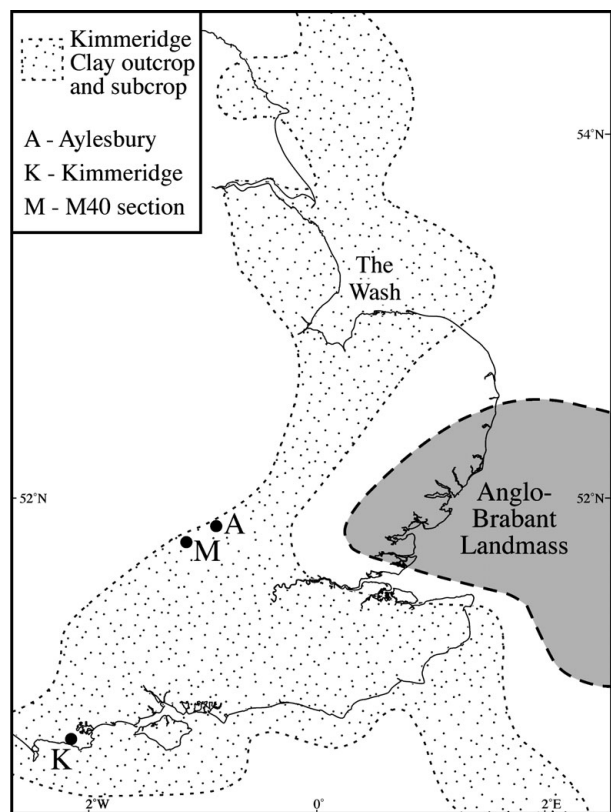 Kimmeridge
Clay outcrop
and subcrop
A - Aylesbury
K - Kimmeridge
M - M40 section
54°N
The
Wash
52°N
52°N
Anglo-
Brabant
Landmass
A
M
K
2°W
0°
2°E